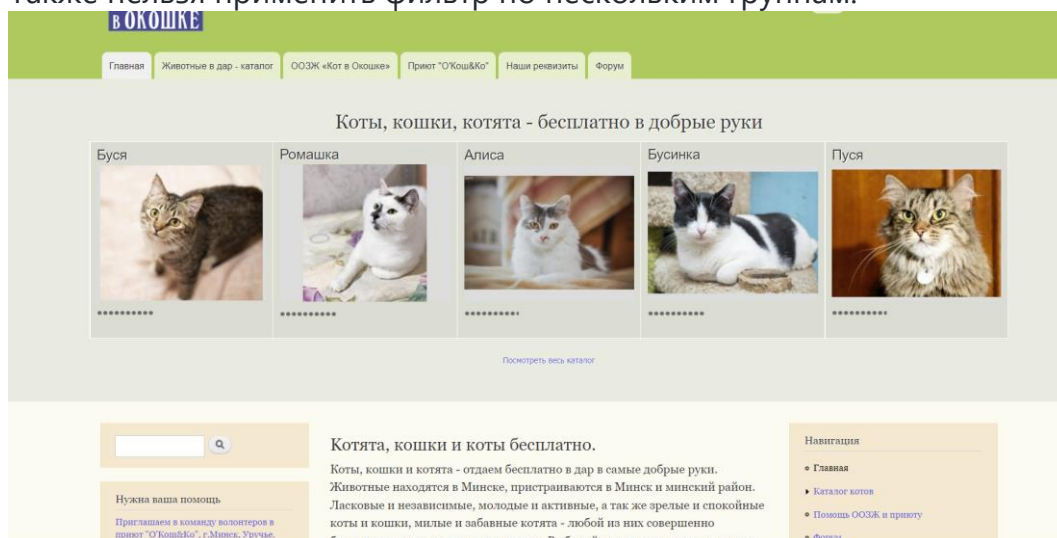 также нельзя применить фильтр по нескольким группам.
в ОКОШКЕ
Главная
Животные в дар - каталог
ООЗЖ «Кот в Окошке»
Приют "О'Кош&Ко"
Наши реквизиты
Форум
Коты, кошки, котята - бесплатно в добрые руки
Буся
Ромашка
Алиса
Бусинка
Пуся
Посмотреть весь каталог
Нужна ваша помощь
Приглашаем в команду волонтеров в
приют "О'Кош&Ко", г.Минск, Уручье.
Котята, кошки и коты бесплатно.
Коты, кошки и котята - отдаем бесплатно в дар в самые добрые руки.
Животные находятся в Минске, пристраиваются в Минск и минский район.
Ласковые и независимые, молодые и активные, а так же зрелые и спокойные
коты и кошки, милые и забавные котята - любой из них совершенно
Навигация
Главная
Каталог котов
Помощь ООЗЖ и приюту
Форум